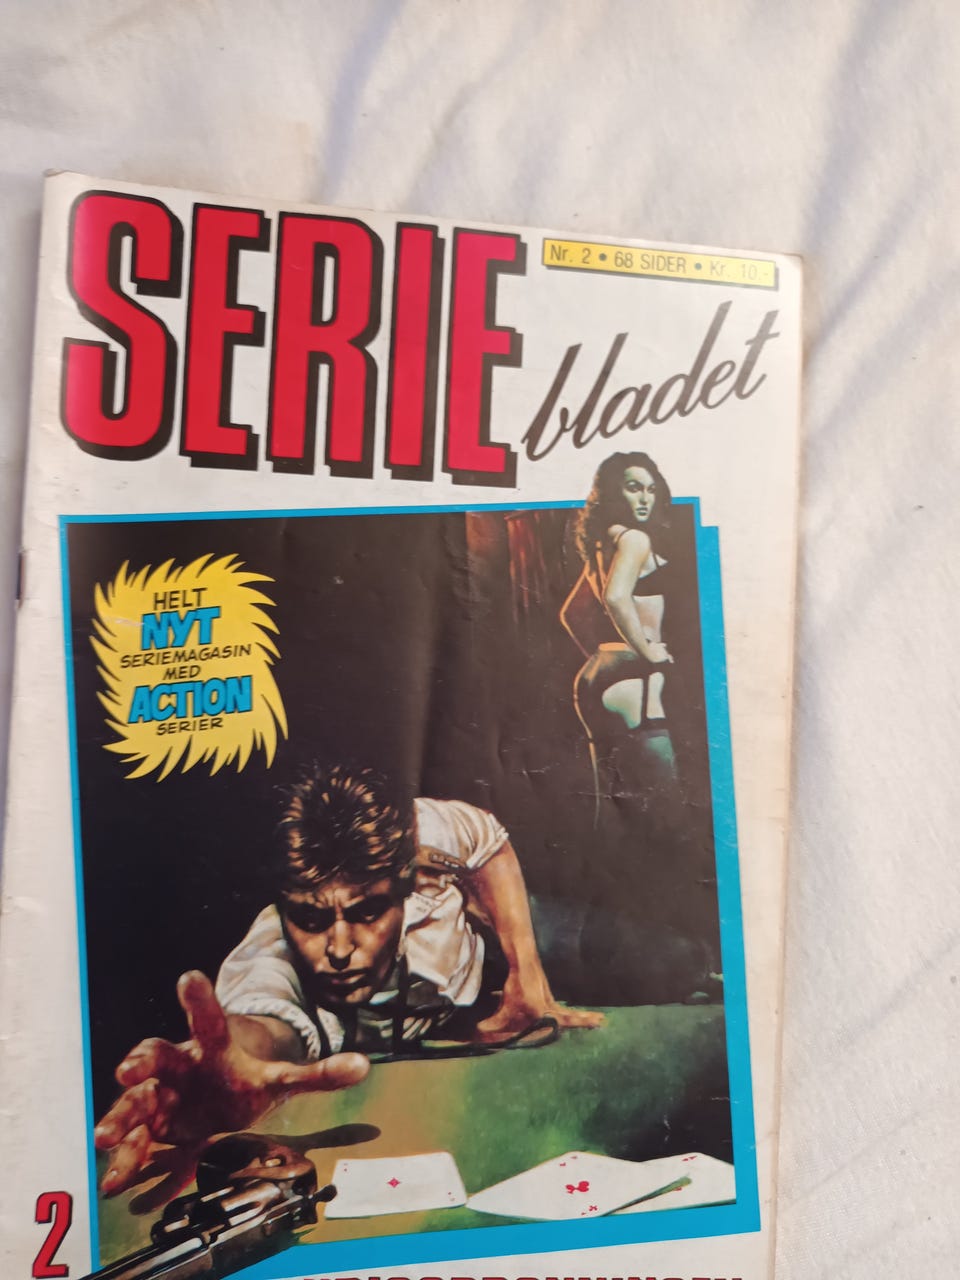 SERIE
Nr. 2 • 68 SIDER • Kr. 10.-
bladet
HELT
NYT
SERIEMAGASIN
MED
ACTION
SERIER
2